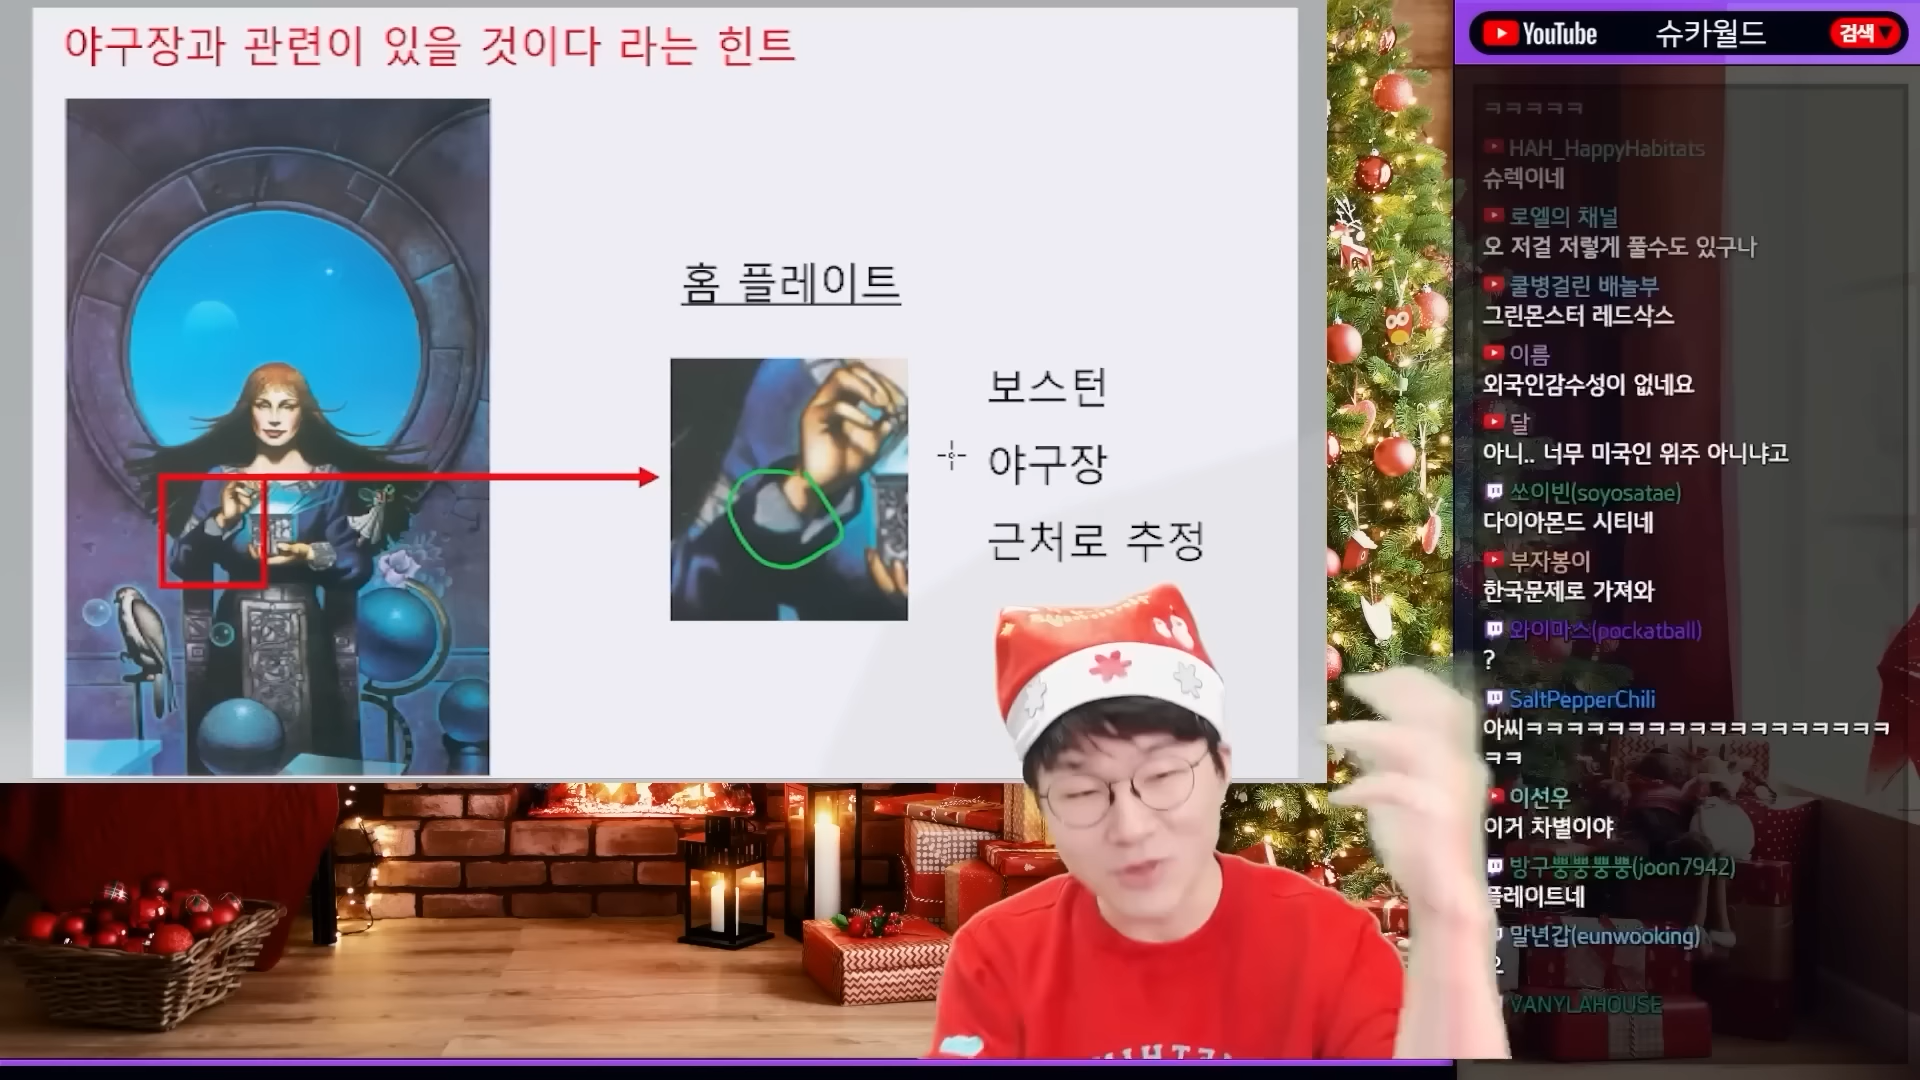 야구장과 관련이 있을 것이다 라는 힌트
홈 플레이트
보스턴
야구장
근처로 추정
YouTube 슈카월드 검색
ㅋㅋㅋㅋㅋ
HAH_HappyHabitats
슈렉이네
로엘의 채널
오 저걸 저렇게 풀수도 있구나
쿨병걸린 배놀부
그린몬스터 레드삭스
이름
외국인감수성이 없네요
달
아니.. 너무 미국인 위주 아니냐고
쏘이빈(soyosatae)
다이아몬드 시티네
부자봉이
한국문제로 가져와
와이마스(pockatball)
?
SaltPepperChili
아씨ㅋㅋㅋㅋㅋㅋㅋㅋㅋㅋㅋㅋㅋㅋㅋㅋㅋㅋ
ㅋㅋ
이선우
이거 차별이야
방구뿡뿡뿡뿡(joon7942)
플레이트네
말년갑(eunwooking)
오
VANYLAHOUSE